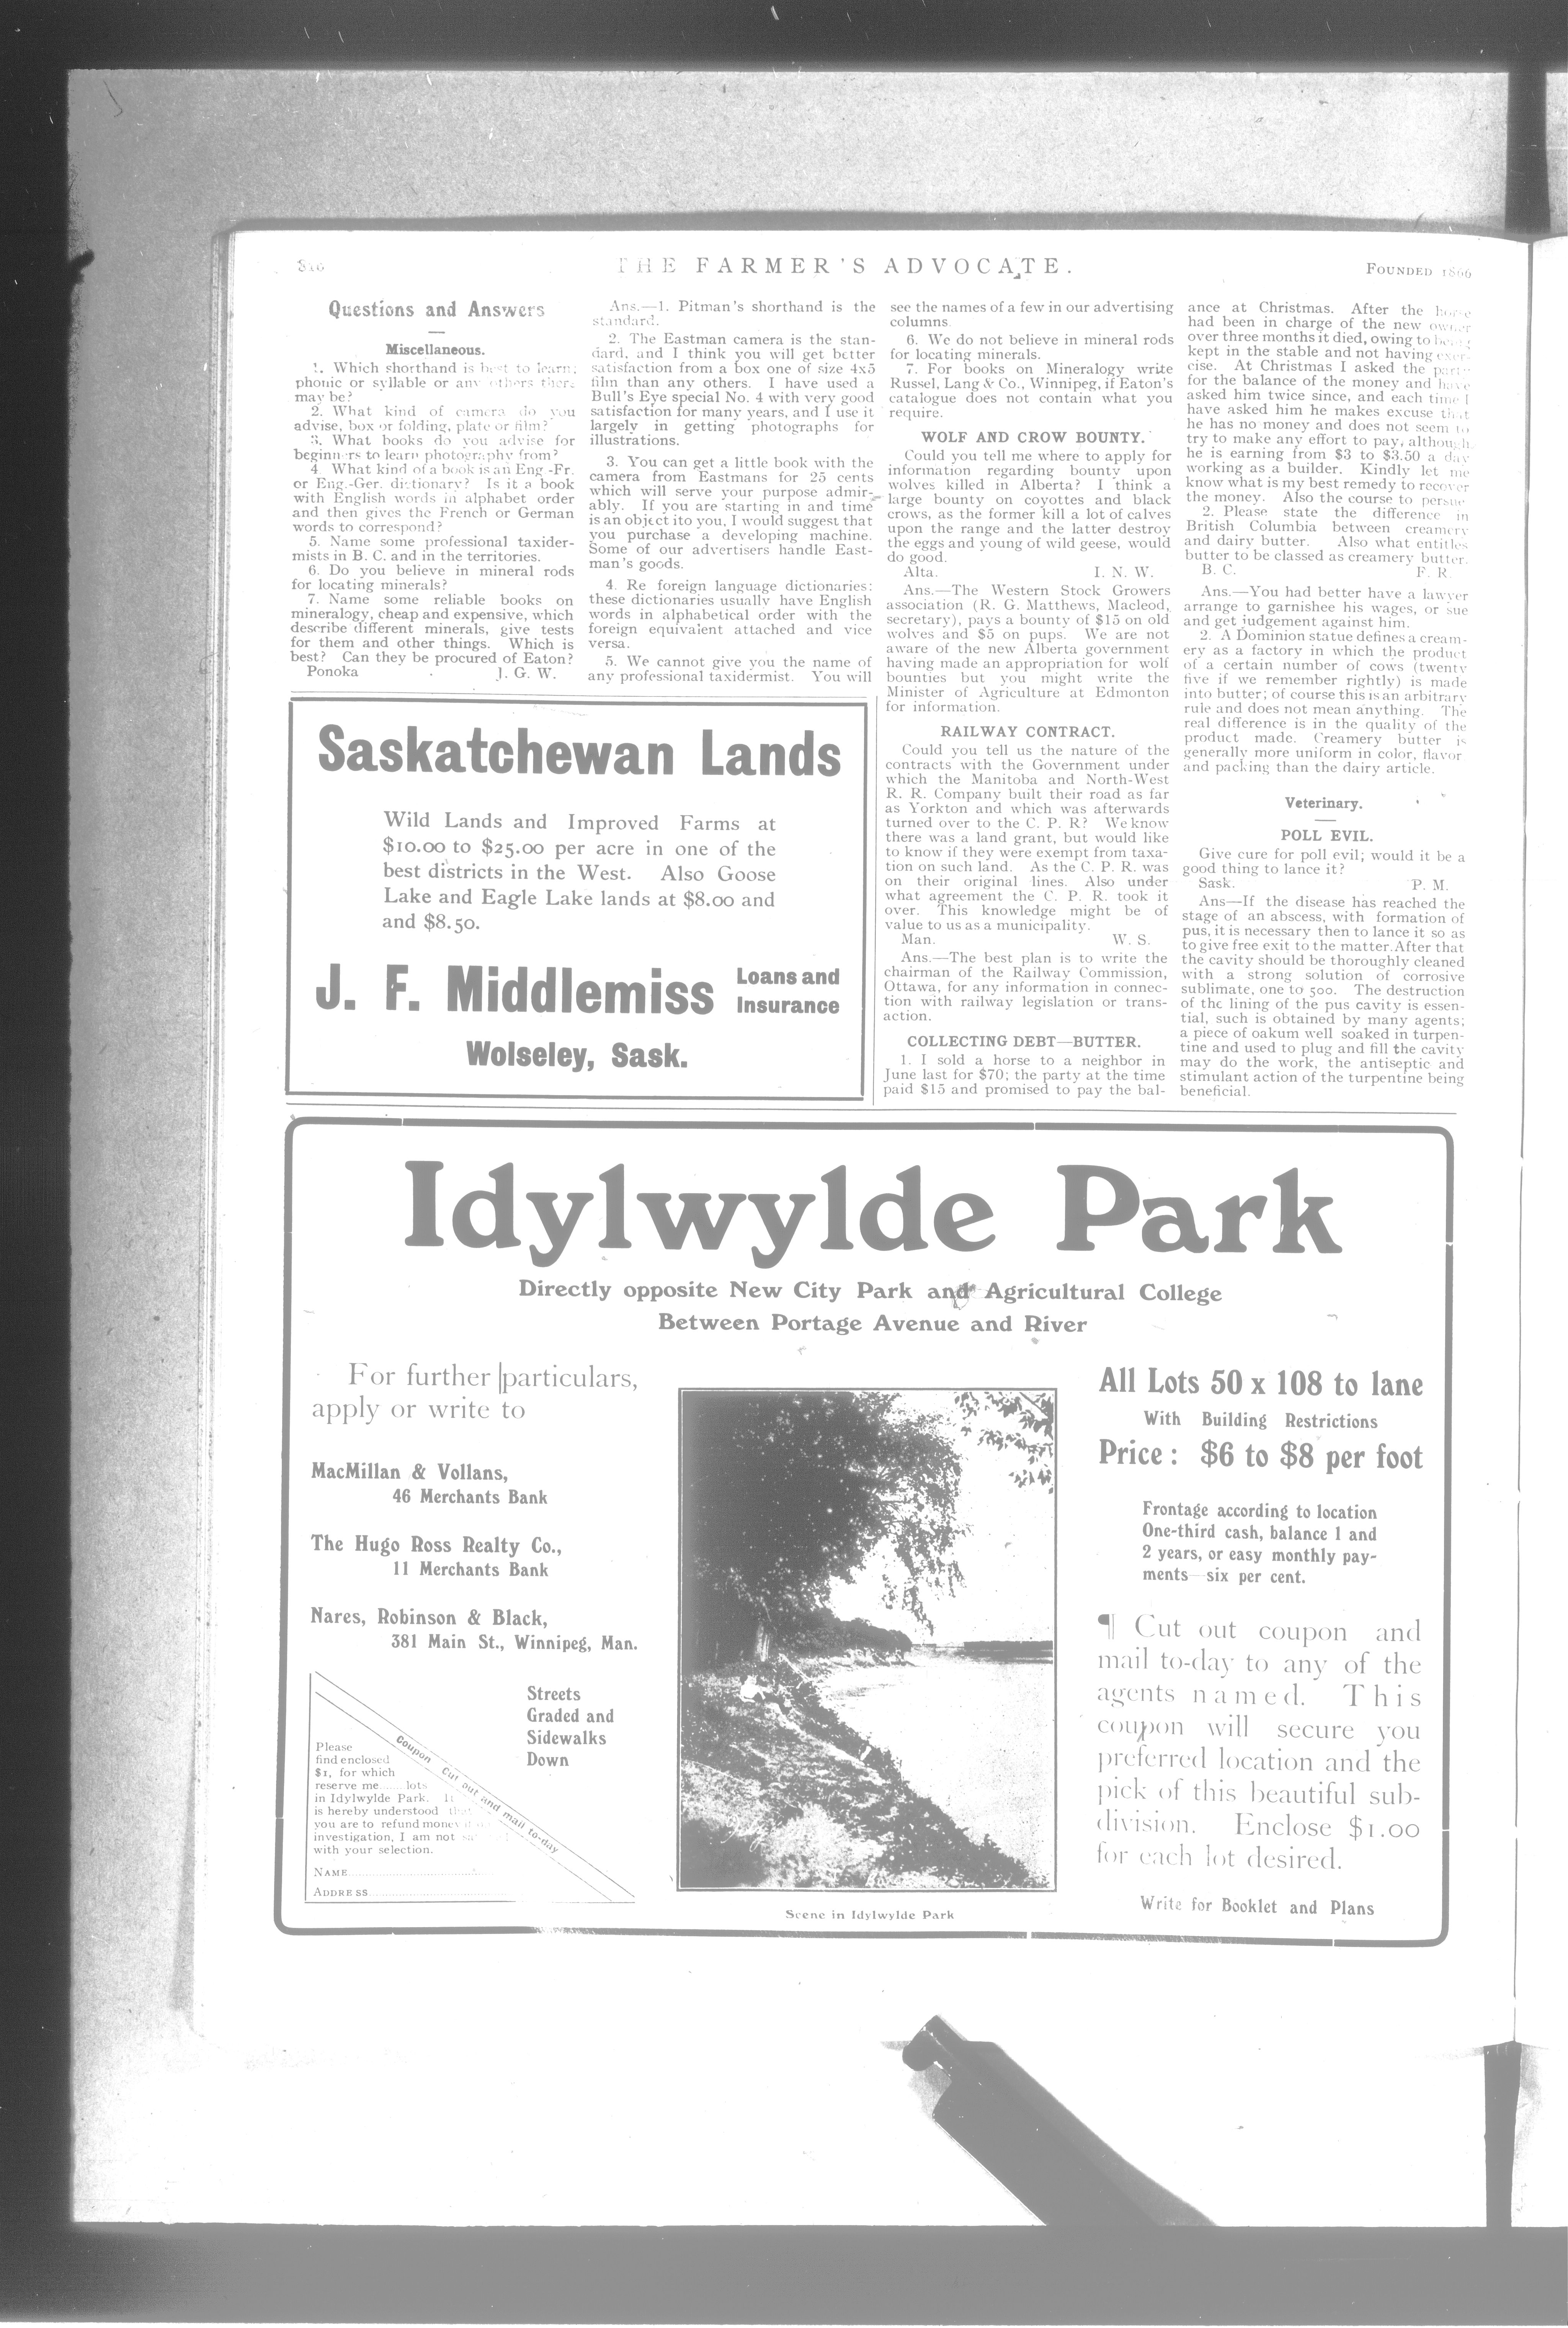 THE FARMER'S ADVOCATE.
FOUNDED 1866
Questions and Answers
Miscellaneous.
1. Which shorthand is best to learn;
phonic or syllable or any others there
may be?
2. What kind of camera do you
advise, box or folding, plate or film?
3. What books do you advise for
beginners to learn photography from?
4. What kind of a book is an Eng.-Fr.
or Eng.-Ger. dictionary? Is it a book
with English words in alphabet order
and then gives the French or German
words to correspond?
5. Name some professional taxider-
mists in B. C. and in the territories.
6. Do you believe in mineral rods
for locating minerals?
7. Name some reliable books on
mineralogy, cheap and expensive, which
describe different minerals, give tests
for them and other things. Which is
best? Can they be procured of Eaton?
Ponoka J. G. W.
Ans.—1. Pitman's shorthand is the
standard.
2. The Eastman camera is the stan-
dard, and I think you will get better
satisfaction from a box one of size 4x5
film than any others. I have used a
Bull's Eye special No. 4 with very good
satisfaction for many years, and I use it
largely in getting photographs for
illustrations.
3. You can get a little book with the
camera from Eastmans for 25 cents
which will serve your purpose admir-
ably. If you are starting in and time
is an object ito you, I would suggest that
you purchase a developing machine.
Some of our advertisers handle East-
man's goods.
4. Re foreign language dictionaries:
these dictionaries usually have English
words in alphabetical order with the
foreign equivalent attached and vice
versa.
5. We cannot give you the name of
any professional taxidermist. You will
see the names of a few in our advertising
columns.
6. We do not believe in mineral rods
for locating minerals.
7. For books on Mineralogy write
Russel, Lang & Co., Winnipeg, if Eaton's
catalogue does not contain what you
require.
WOLF AND CROW BOUNTY.
Could you tell me where to apply for
information regarding bounty upon
wolves killed in Alberta? I think a
large bounty on coyottes and black
crows, as the former kill a lot of calves
upon the range and the latter destroy
the eggs and young of wild geese, would
do good.
Alta. I. N. W.
Ans.—The Western Stock Growers
association (R. G. Matthews, Macleod,
secretary), pays a bounty of $15 on old
wolves and $5 on pups. We are not
aware of the new Alberta government
having made an appropriation for wolf
bounties but you might write the
Minister of Agriculture at Edmonton
for information.
RAILWAY CONTRACT.
Could you tell us the nature of the
contracts with the Government under
which the Manitoba and North-West
R. R. Company built their road as far
as Yorkton and which was afterwards
turned over to the C. P. R? We know
there was a land grant, but would like
to know if they were exempt from taxa-
tion on such land. As the C. P. R. was
on their original lines. Also under
what agreement the C. P. R. took it
over. This knowledge might be of
value to us as a municipality.
Man. W. S.
Ans.—The best plan is to write the
chairman of the Railway Commission,
Ottawa, for any information in connec-
tion with railway legislation or trans-
action.
COLLECTING DEBT—BUTTER.
1. I sold a horse to a neighbor in
June last for $70; the party at the time
paid $15 and promised to pay the bal-
ance at Christmas. After the horse
had been in charge of the new owner
over three months it died, owing to being
kept in the stable and not having exer-
cise. At Christmas I asked the party
for the balance of the money and have
asked him twice since, and each time I
have asked him he makes excuse that
he has no money and does not seem to
try to make any effort to pay, although
he is earning from $3 to $3.50 a day
working as a builder. Kindly let me
know what is my best remedy to recover
the money. Also the course to persue.
2. Please state the difference in
British Columbia between creamery
and dairy butter. Also what entitles
butter to be classed as creamery butter.
B. C. F. R.
Ans.—You had better have a lawyer
arrange to garnishee his wages, or sue
and get judgement against him.
2. A Dominion statue defines a cream-
ery as a factory in which the product
of a certain number of cows (twenty
five if we remember rightly) is made
into butter; of course this is an arbitrary
rule and does not mean anything. The
real difference is in the quality of the
product made. Creamery butter is
generally more uniform in color, flavor
and packing than the dairy article.
Veterinary.
POLL EVIL.
Give cure for poll evil; would it be a
good thing to lance it?
Sask. P. M.
Ans—If the disease has reached the
stage of an abscess, with formation of
pus, it is necessary then to lance it so as
to give free exit to the matter. After that
the cavity should be thoroughly cleaned
with a strong solution of corrosive
sublimate, one to 500. The destruction
of the lining of the pus cavity is essen-
tial, such is obtained by many agents;
a piece of oakum well soaked in turpen-
tine and used to plug and fill the cavity
may do the work, the antiseptic and
stimulant action of the turpentine being
beneficial.
Saskatchewan Lands
Wild Lands and Improved Farms at
$10.00 to $25.00 per acre in one of the
best districts in the West. Also Goose
Lake and Eagle Lake lands at $8.00 and
and $8.50.
J. F. Middlemiss Loans and
Insurance
Wolseley, Sask.
Idylwylde Park
Directly opposite New City Park and Agricultural College
Between Portage Avenue and River
For further particulars,
apply or write to
MacMillan & Vollans,
46 Merchants Bank
The Hugo Ross Realty Co.,
11 Merchants Bank
Nares, Robinson & Black,
381 Main St., Winnipeg, Man.
Streets
Graded and
Sidewalks
Down
Coupon Cut out and mail to-day
Please
find enclosed
$1, for which
reserve me........lots
in Idylwylde Park. It
is hereby understood that
you are to refund money if
investigation, I am not
with your selection.
NAME
ADDRESS
Scene in Idylwylde Park
All Lots 50 x 108 to lane
With Building Restrictions
Price: $6 to $8 per foot
Frontage according to location
One-third cash, balance 1 and
2 years, or easy monthly pay-
ments—six per cent.
¶ Cut out coupon and
mail to-day to any of the
agents named. This
coupon will secure you
preferred location and the
pick of this beautiful sub-
division. Enclose $1.00
for each lot desired.
Write for Booklet and Plans